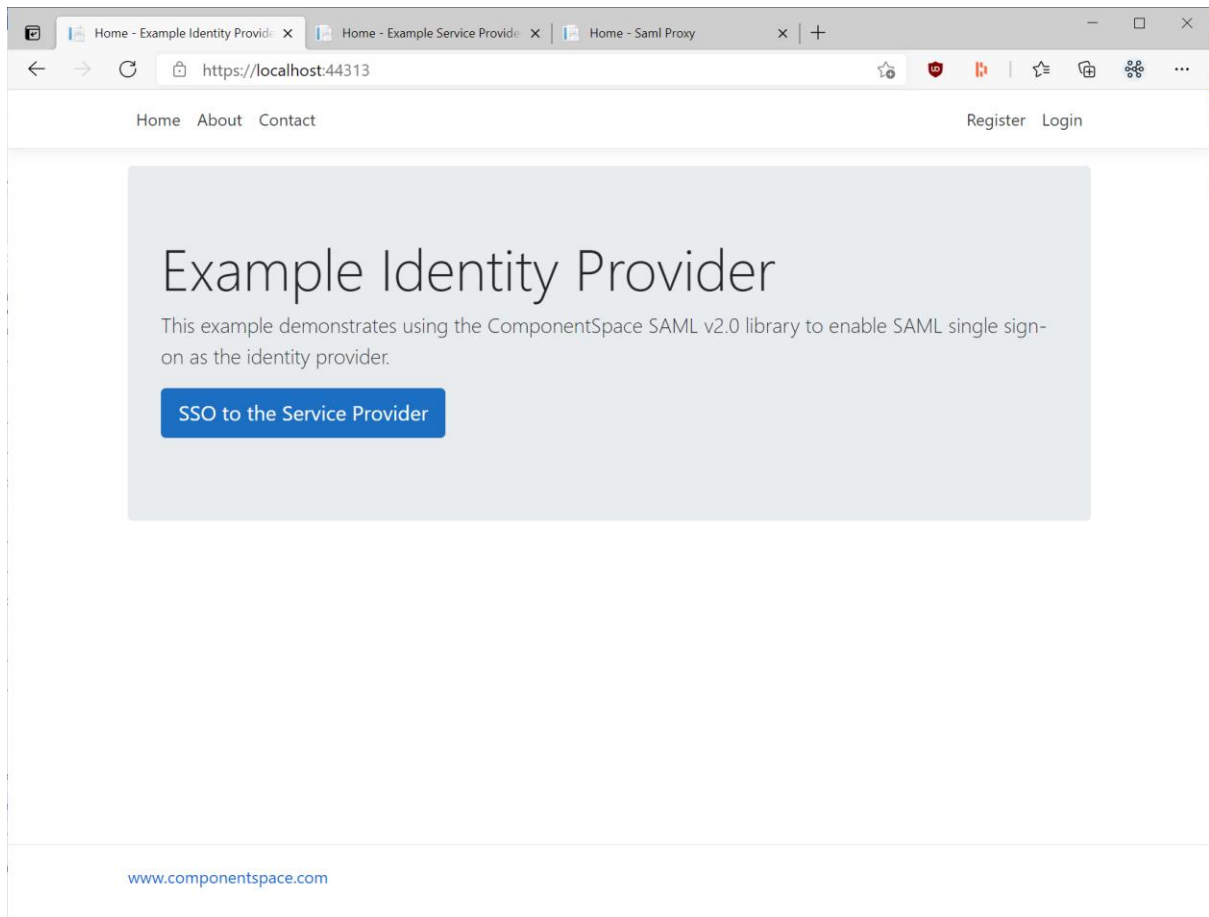 Home - Example Identity Provide
Home - Example Service Provide
Home - Saml Proxy
https://localhost:44313
Home About Contact Register Login
Example Identity Provider
This example demonstrates using the ComponentSpace SAML v2.0 library to enable SAML single sign-
on as the identity provider.
SSO to the Service Provider
www.componentspace.com